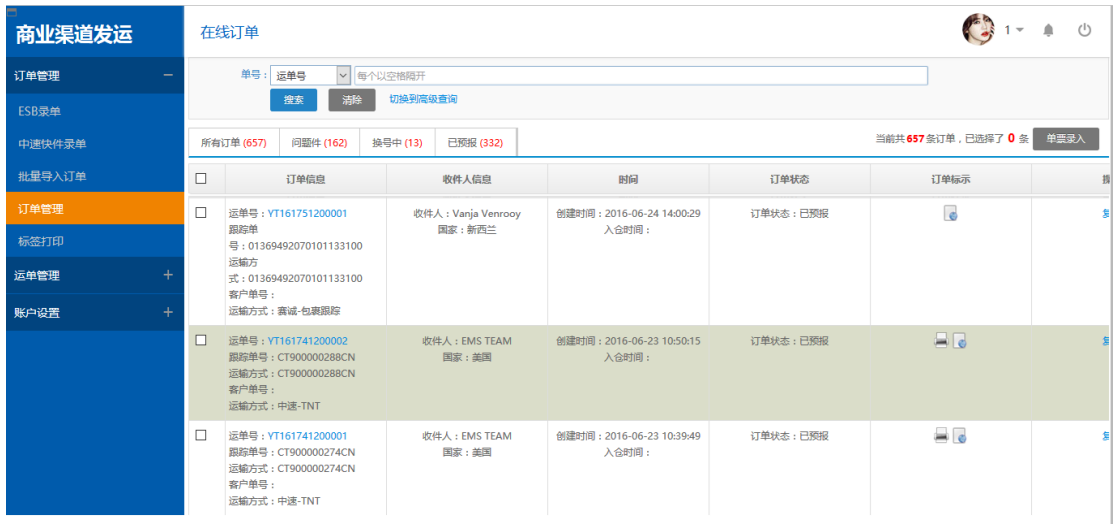 商业渠道发运
在线订单
1
订单管理
ESB录单
中速快件录单
批量导入订单
订单管理
标签打印
运单管理
账户设置
单号： 运单号 每个以空格隔开
搜索 清除 切换到高级查询
所有订单 (657) 问题件 (162) 换号中 (13) 已预报 (332) 当前共657条订单，已选择了 0 条 单票录入
订单信息 收件人信息 时间 订单状态 订单标示
运单号：YT161751200001 收件人：Vanja Venrooy 创建时间：2016-06-24 14:00:29 订单状态：已预报
跟踪单 国家：新西兰 入仓时间：
号：01369492070101133100
运输方
式：01369492070101133100
客户单号：
运输方式：赛诚-包裹跟踪
运单号：YT161741200002 收件人：EMS TEAM 创建时间：2016-06-23 10:50:15 订单状态：已预报
跟踪单号：CT900000288CN 国家：美国 入仓时间：
运输方式：CT900000288CN
客户单号：
运输方式：中速-TNT
运单号：YT161741200001 收件人：EMS TEAM 创建时间：2016-06-23 10:39:49 订单状态：已预报
跟踪单号：CT900000274CN 国家：美国 入仓时间：
运输方式：CT900000274CN
客户单号：
运输方式：中速-TNT